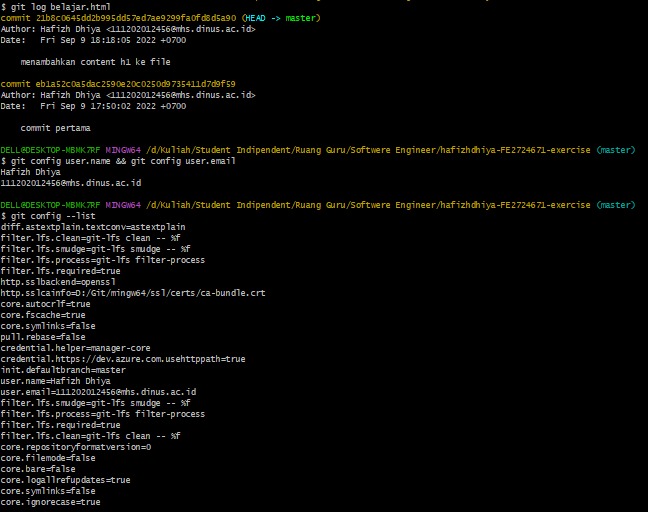 $ git log belajar.html
commit 21b8c0645dd2b995dd57ed7ae9299fa0fd8d5a90 (HEAD -> master)
Author: Hafizh Dhiya <111202012456@mhs.dinus.ac.id>
Date:   Fri Sep 9 18:18:05 2022 +0700

    menambahkan content h1 ke file

commit eb1a52c0a5dac2590e20c0250d9735411d7d9f59
Author: Hafizh Dhiya <111202012456@mhs.dinus.ac.id>
Date:   Fri Sep 9 17:50:02 2022 +0700

    commit pertama

DELL@DESKTOP-MBMK7RF MINGW64 /d/Kuliah/Student Indipendent/Ruang Guru/Softwere Engineer/hafizhdhiya-FE2724671-exercise (master)
$ git config user.name && git config user.email
Hafizh Dhiya
111202012456@mhs.dinus.ac.id

DELL@DESKTOP-MBMK7RF MINGW64 /d/Kuliah/Student Indipendent/Ruang Guru/Softwere Engineer/hafizhdhiya-FE2724671-exercise (master)
$ git config --list
diff.astextplain.textconv=astextplain
filter.lfs.clean=git-lfs clean -- %f
filter.lfs.smudge=git-lfs smudge -- %f
filter.lfs.process=git-lfs filter-process
filter.lfs.required=true
http.sslbackend=openssl
http.sslcainfo=D:/Git/mingw64/ssl/certs/ca-bundle.crt
core.autocrlf=true
core.fscache=true
core.symlinks=false
pull.rebase=false
credential.helper=manager-core
credential.https://dev.azure.com.usehttppath=true
init.defaultbranch=master
user.name=Hafizh Dhiya
user.email=111202012456@mhs.dinus.ac.id
filter.lfs.smudge=git-lfs smudge -- %f
filter.lfs.process=git-lfs filter-process
filter.lfs.required=true
filter.lfs.clean=git-lfs clean -- %f
core.repositoryformatversion=0
core.filemode=false
core.bare=false
core.logallrefupdates=true
core.symlinks=false
core.ignorecase=true